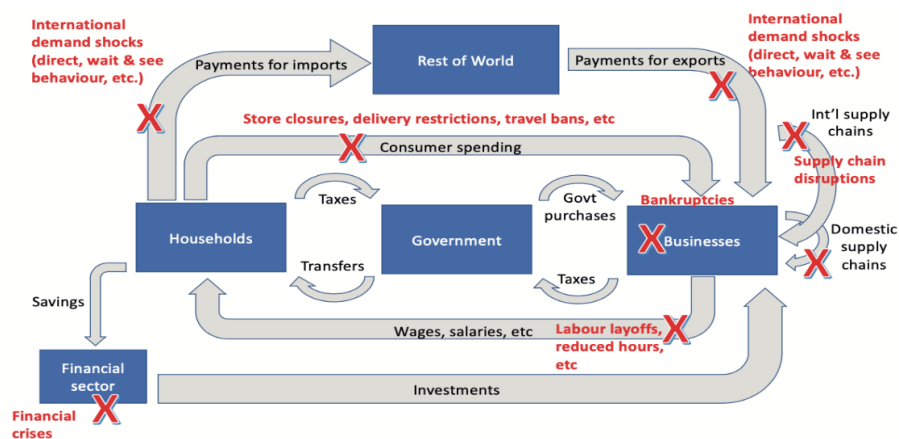 International
demand shocks
(direct, wait & see
behaviour, etc.)
Payments for imports
Rest of World
Payments for exports
International
demand shocks
(direct, wait & see
behaviour, etc.)
X
X
Store closures, delivery restrictions, travel bans, etc
X
Consumer spending
X
Int'l supply
chains
Supply chain
disruptions
Taxes
Govt
purchases
Bankruptcies
Households
Government
X
Businesses
Domestic
supply
chains
X
Transfers
Taxes
Savings
Wages, salaries, etc
Labour layoffs,
reduced hours,
etc
X
Financial
sector
X
Investments
Financial
crises